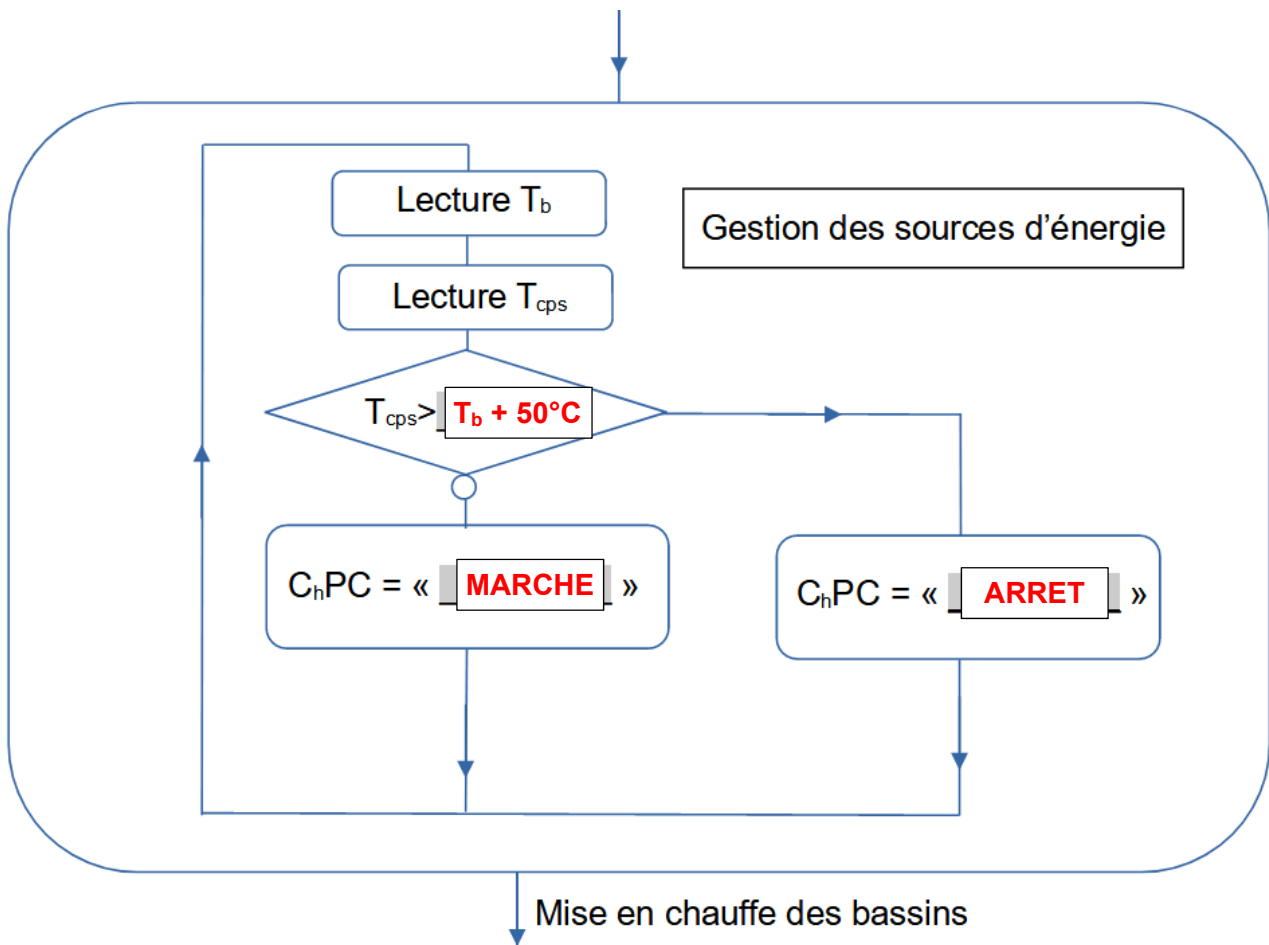 Lecture Tb
Gestion des sources d’énergie
Lecture Tcps
Tcps> Tb + 50°C
ChPC = « MARCHE »
ChPC = « ARRET »
Mise en chauffe des bassins